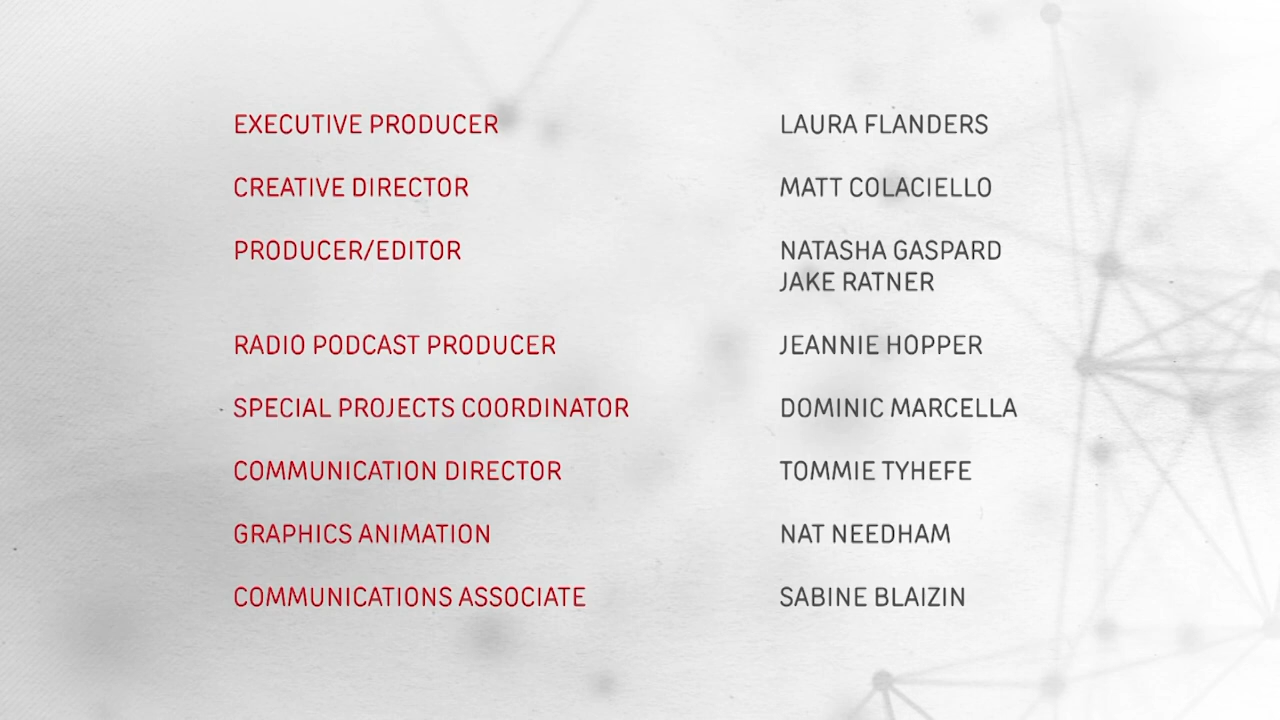 EXECUTIVE PRODUCER LAURA FLANDERS
CREATIVE DIRECTOR MATT COLACIELLO
PRODUCER/EDITOR NATASHA GASPARD
JAKE RATNER
RADIO PODCAST PRODUCER JEANNIE HOPPER
SPECIAL PROJECTS COORDINATOR DOMINIC MARCELLA
COMMUNICATION DIRECTOR TOMMIE TYHEFE
GRAPHICS ANIMATION NAT NEEDHAM
COMMUNICATIONS ASSOCIATE SABINE BLAIZIN